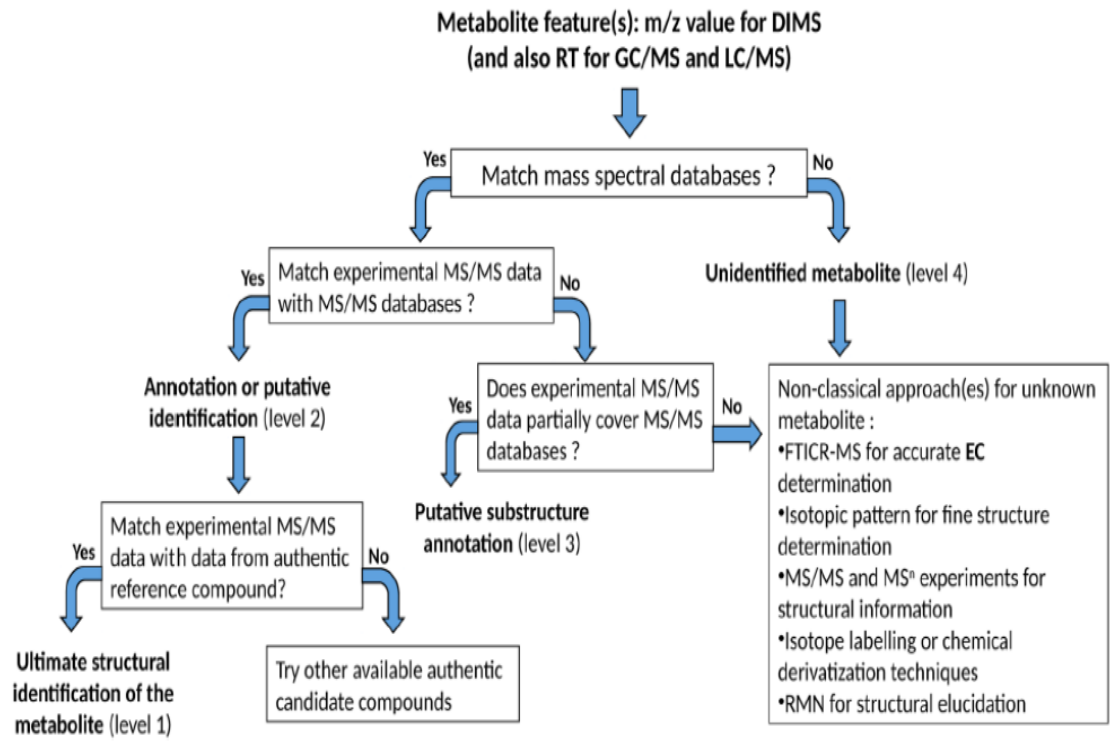 Metabolite feature(s): m/z value for DIMS
(and also RT for GC/MS and LC/MS)
Yes
Match mass spectral databases ?
No
Yes
Match experimental MS/MS data
with MS/MS databases ?
No
Unidentified metabolite (level 4)
Annotation or putative
identification (level 2)
Yes
Does experimental MS/MS
data partially cover MS/MS
databases ?
No
Non-classical approach(es) for unknown
metabolite :
•FTICR-MS for accurate EC
determination
•Isotopic pattern for fine structure
determination
•MS/MS and MSⁿ experiments for
structural information
•Isotope labelling or chemical
derivatization techniques
•RMN for structural elucidation
Putative substructure
annotation (level 3)
Yes
Match experimental MS/MS
data with data from authentic
reference compound?
No
Ultimate structural
identification of the
metabolite (level 1)
Try other available authentic
candidate compounds